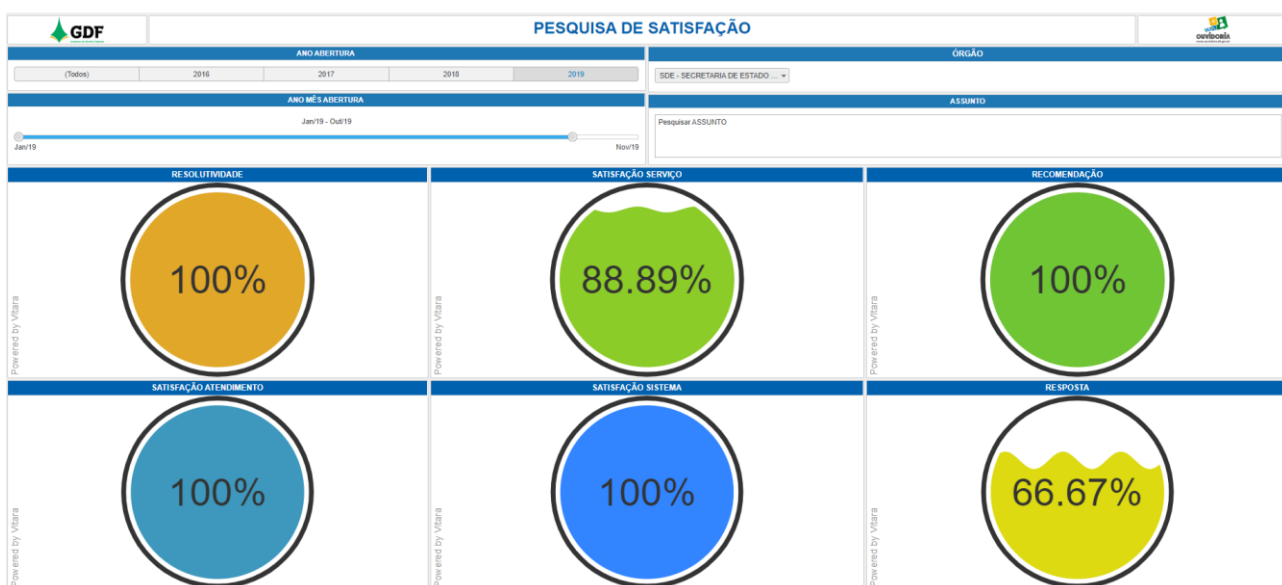 GDF
PESQUISA DE SATISFAÇÃO
OUVIDORIA
ANO ABERTURA
(Todos) 2016 2017 2018 2019
ÓRGÃO
SDE - SECRETARIA DE ESTADO ...
ANO MÊS ABERTURA
Jan/19 - Out/19
Jan/19 Nov/19
ASSUNTO
Pesquisar ASSUNTO
RESOLUTIVIDADE
100%
Powered by Vitara
SATISFAÇÃO SERVIÇO
88.89%
Powered by Vitara
RECOMENDAÇÃO
100%
Powered by Vitara
SATISFAÇÃO ATENDIMENTO
100%
Powered by Vitara
SATISFAÇÃO SISTEMA
100%
Powered by Vitara
RESPOSTA
66.67%
Powered by Vitara